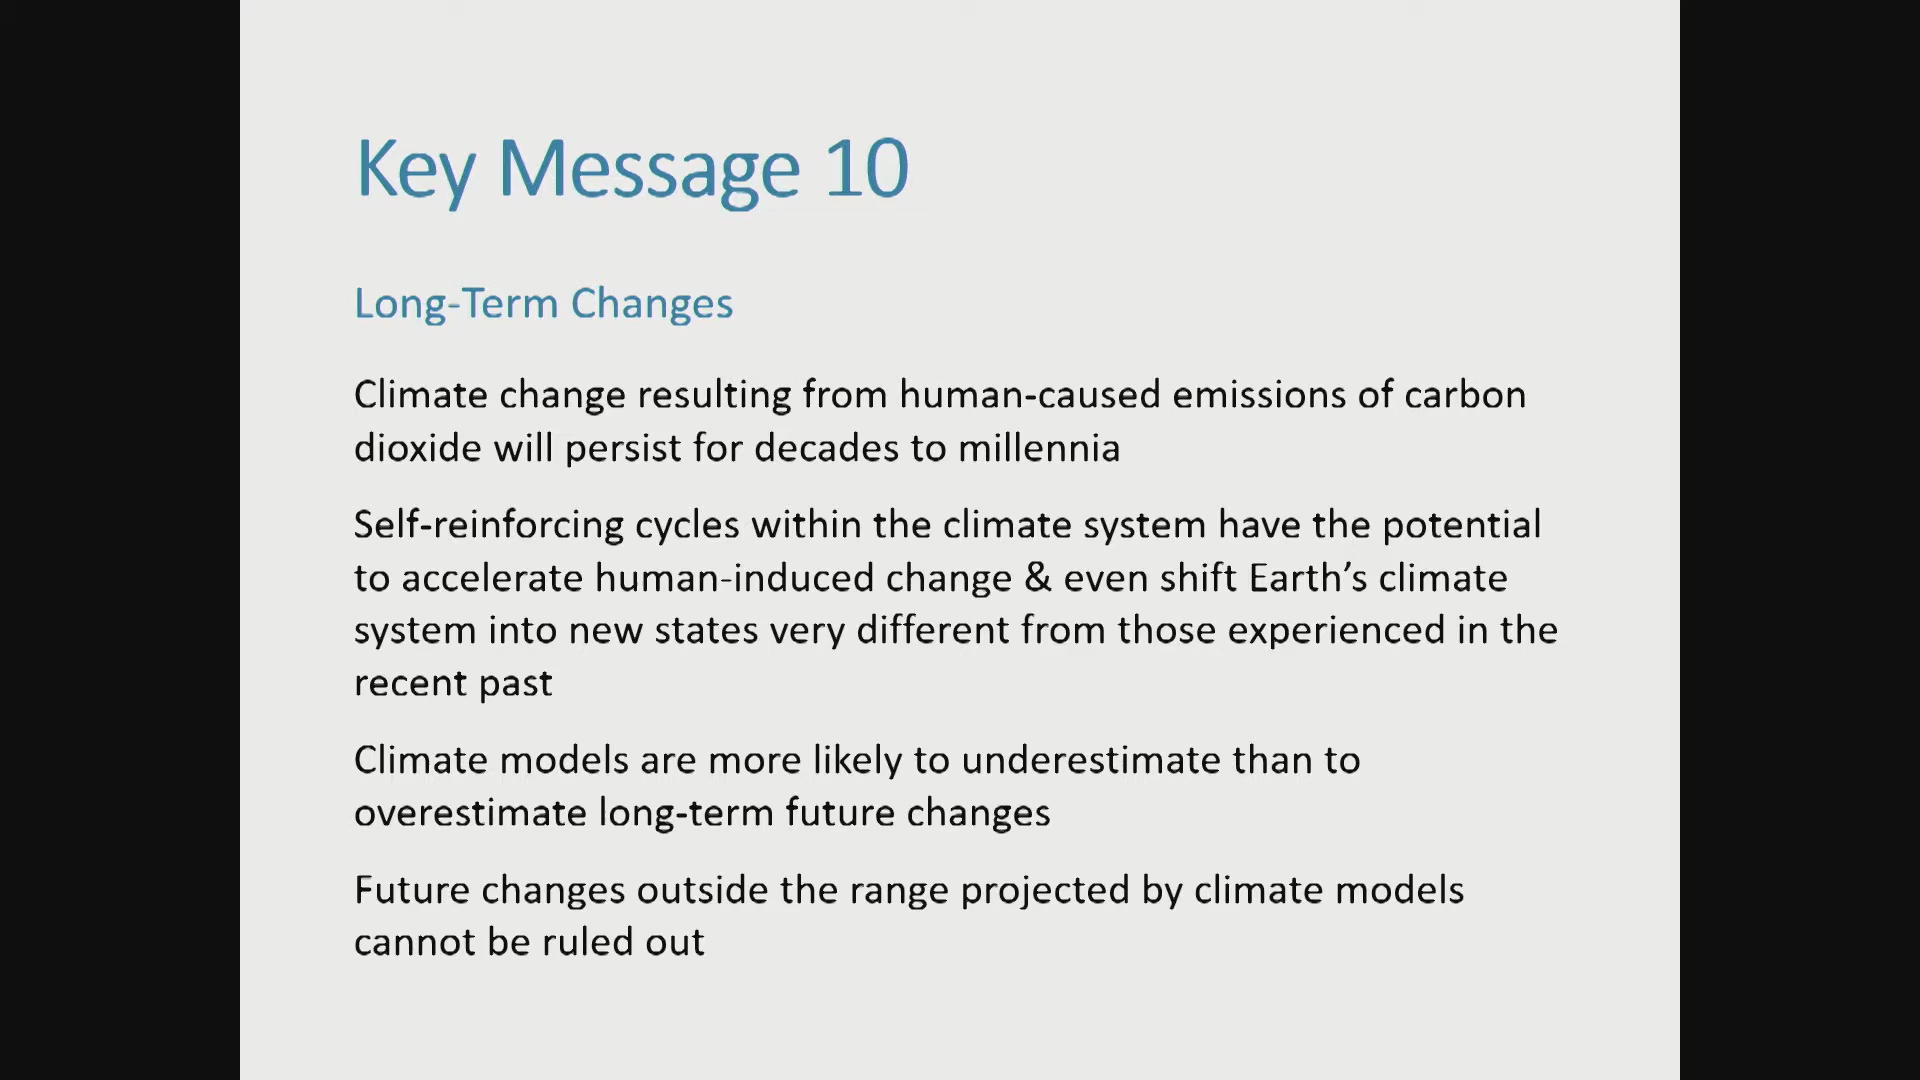 Key Message 10
Long-Term Changes
Climate change resulting from human-caused emissions of carbon
dioxide will persist for decades to millennia
Self-reinforcing cycles within the climate system have the potential
to accelerate human-induced change & even shift Earth’s climate
system into new states very different from those experienced in the
recent past
Climate models are more likely to underestimate than to
overestimate long-term future changes
Future changes outside the range projected by climate models
cannot be ruled out